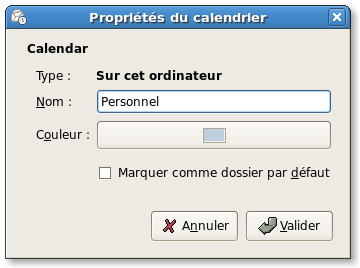 Propriétés du calendrier
Calendar
Type : Sur cet ordinateur
Nom : Personnel
Couleur :
Marquer comme dossier par défaut
Annuler Valider